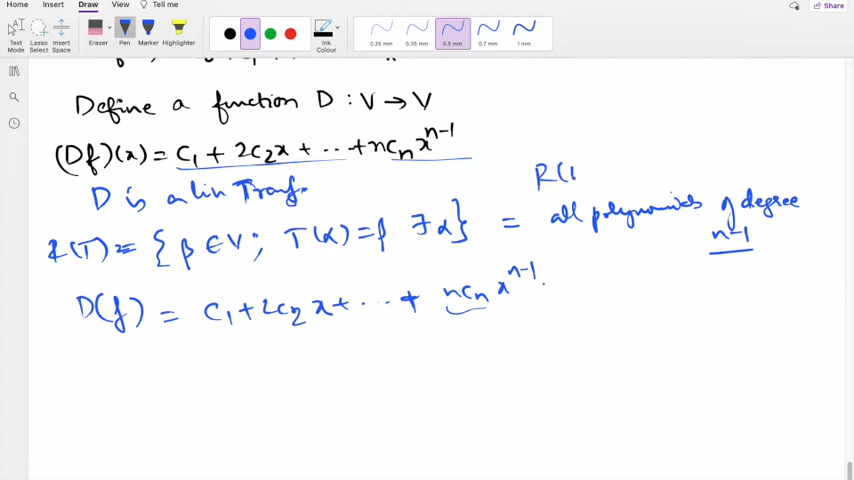 Home Insert Draw View Tell me Share
Text Mode Lasso Select Insert Space Eraser Pen Marker Highlighter Ink Colour 0.25 mm 0.35 mm 0.5 mm 0.7 mm 1 mm
Define a function D : V → V
(Df)(x) = c₁ + 2c₂x + ... + ncₙxⁿ⁻¹
D is a lin Transf.
R(
R(T) = { β ∈ V ; T(α) = β ∃ α } = all polynomials of degree
n-1
D(f) = c₁ + 2c₂x + ... + ncₙxⁿ⁻¹.